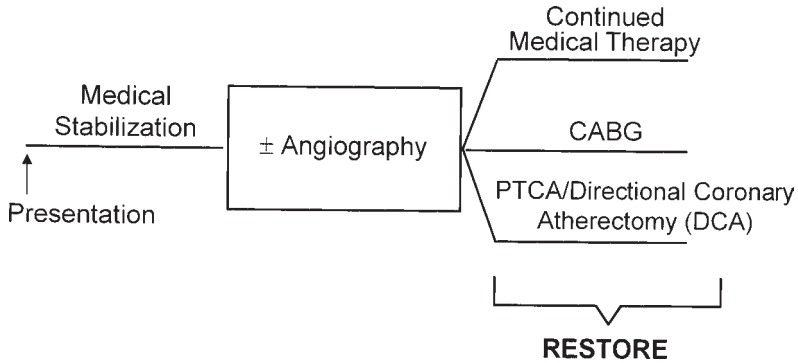 Presentation
Medical
Stabilization
± Angiography
Continued
Medical Therapy
CABG
PTCA/Directional Coronary
Atherectomy (DCA)
RESTORE